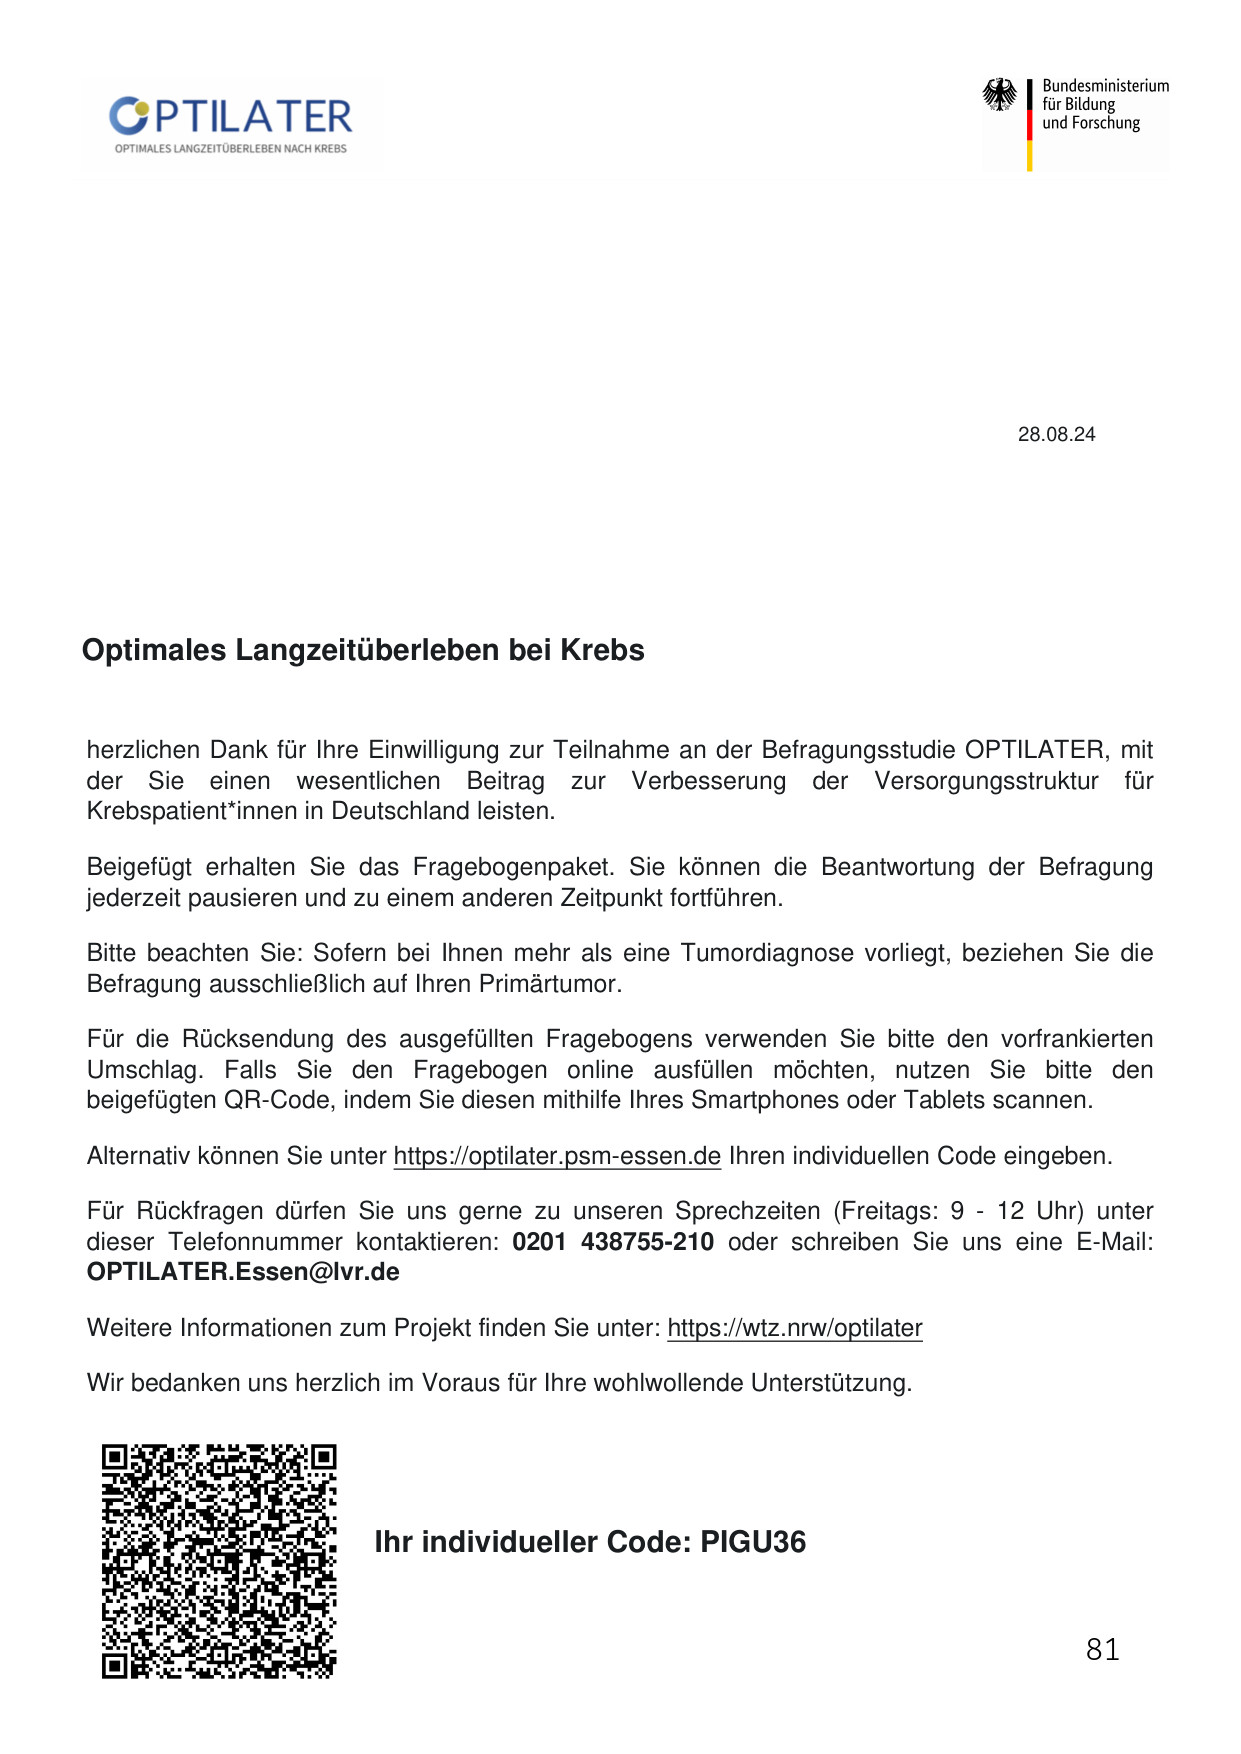 OPTILATER
OPTIMALES LANGZEITÜBERLEBEN NACH KREBS
Bundesministerium
für Bildung
und Forschung
28.08.24
Optimales Langzeitüberleben bei Krebs
herzlichen Dank für Ihre Einwilligung zur Teilnahme an der Befragungsstudie OPTILATER, mit
der Sie einen wesentlichen Beitrag zur Verbesserung der Versorgungsstruktur für
Krebspatient*innen in Deutschland leisten.
Beigefügt erhalten Sie das Fragebogenpaket. Sie können die Beantwortung der Befragung
jederzeit pausieren und zu einem anderen Zeitpunkt fortführen.
Bitte beachten Sie: Sofern bei Ihnen mehr als eine Tumordiagnose vorliegt, beziehen Sie die
Befragung ausschließlich auf Ihren Primärtumor.
Für die Rücksendung des ausgefüllten Fragebogens verwenden Sie bitte den vorfrankierten
Umschlag. Falls Sie den Fragebogen online ausfüllen möchten, nutzen Sie bitte den
beigefügten QR-Code, indem Sie diesen mithilfe Ihres Smartphones oder Tablets scannen.
Alternativ können Sie unter https://optilater.psm-essen.de Ihren individuellen Code eingeben.
Für Rückfragen dürfen Sie uns gerne zu unseren Sprechzeiten (Freitags: 9 - 12 Uhr) unter
dieser Telefonnummer kontaktieren: 0201 438755-210 oder schreiben Sie uns eine E-Mail:
OPTILATER.Essen@lvr.de
Weitere Informationen zum Projekt finden Sie unter: https://wtz.nrw/optilater
Wir bedanken uns herzlich im Voraus für Ihre wohlwollende Unterstützung.
Ihr individueller Code: PIGU36
81